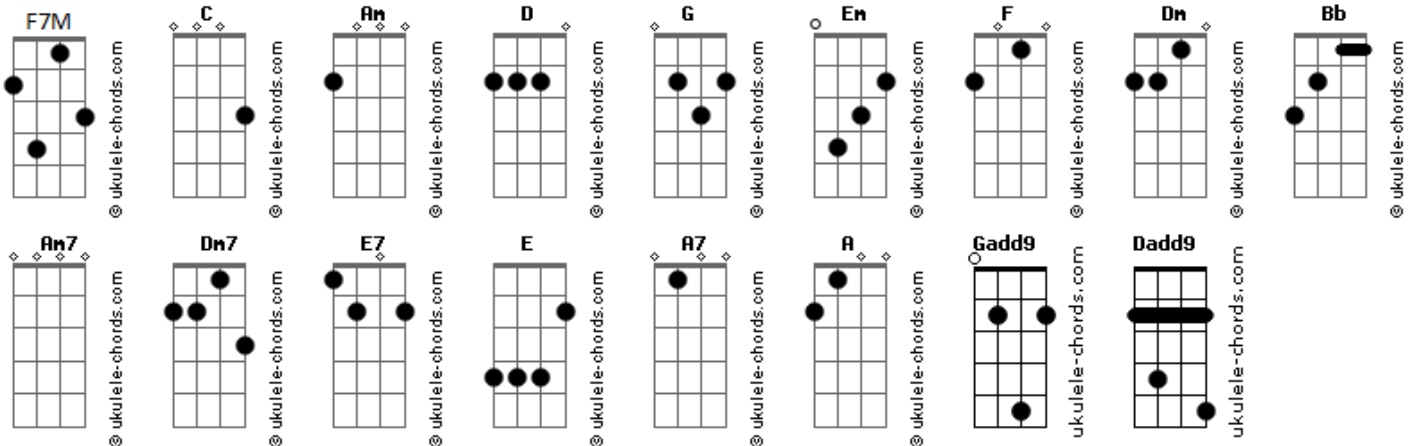 F7M C Am D G Em F Dm Bb
© ukulele-chords.com © ukulele-chords.com © ukulele-chords.com © ukulele-chords.com © ukulele-chords.com © ukulele-chords.com © ukulele-chords.com © ukulele-chords.com © ukulele-chords.com
Am7 Dm7 E7 E A7 A Gadd9 Dadd9
© ukulele-chords.com © ukulele-chords.com © ukulele-chords.com © ukulele-chords.com © ukulele-chords.com © ukulele-chords.com ukulele-chords.com ukulele-chords.com